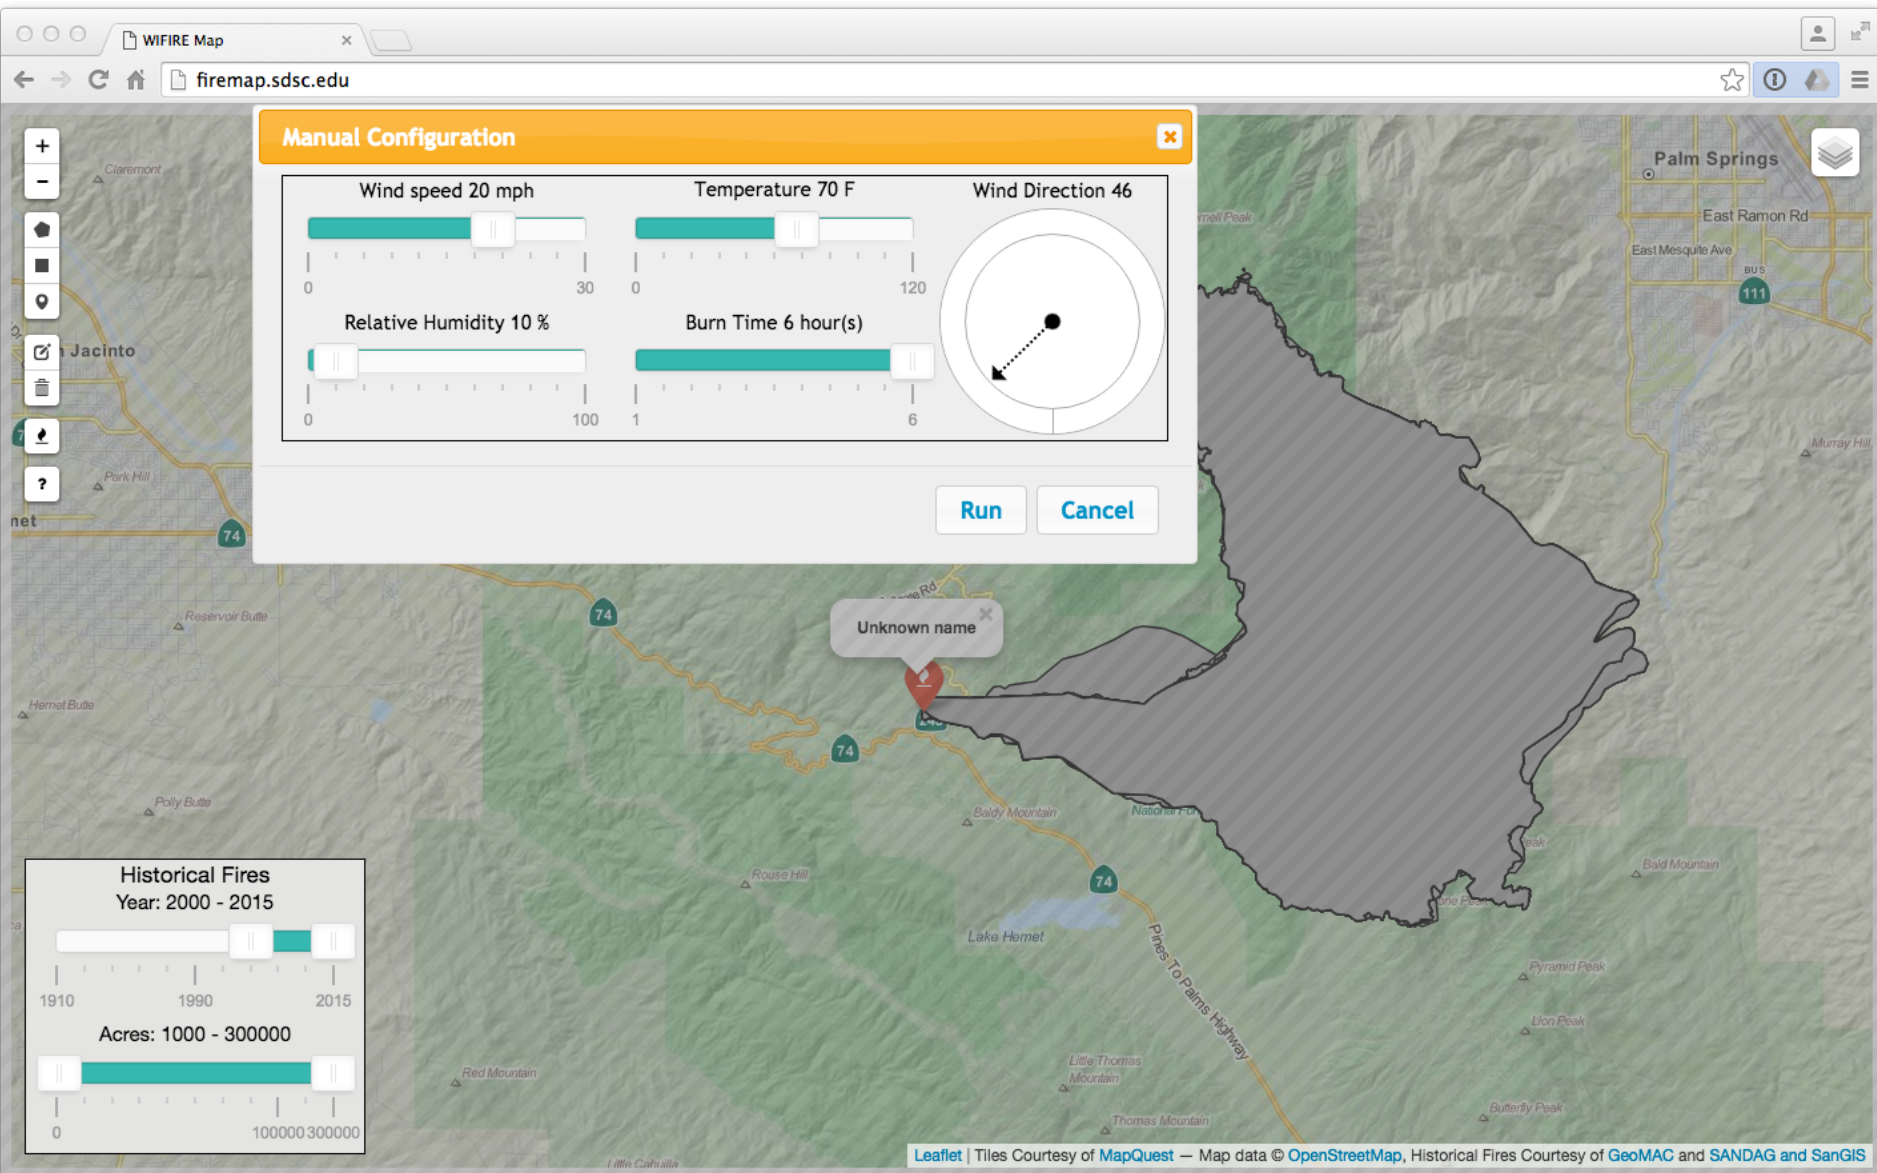 WIFIRE Map
firemap.sdsc.edu
Manual Configuration
Wind speed 20 mph
0 30
Temperature 70 F
0 120
Wind Direction 46
Relative Humidity 10 %
0 100
Burn Time 6 hour(s)
1 6
Run Cancel
+
−
?
Claremont
Jacinto
Park Hill
74
Reservoir Butte
Hemet Butte
Polly Butte
74
74
74
Unknown name
Palm Springs
East Ramon Rd
East Mesquite Ave
BUS
111
Murray Hill
Baldy Mountain
Rouse Hill
Lake Hemet
Pines To Palms Highway
Bald Mountain
Pyramid Peak
Lion Peak
Butterfly Peak
Little Thomas
Mountain
Thomas Mountain
Red Mountain
Little Cahuilla
Historical Fires
Year: 2000 - 2015
1910 1990 2015
Acres: 1000 - 300000
0 100000 300000
Leaflet | Tiles Courtesy of MapQuest — Map data © OpenStreetMap, Historical Fires Courtesy of GeoMAC and SANDAG and SanGIS